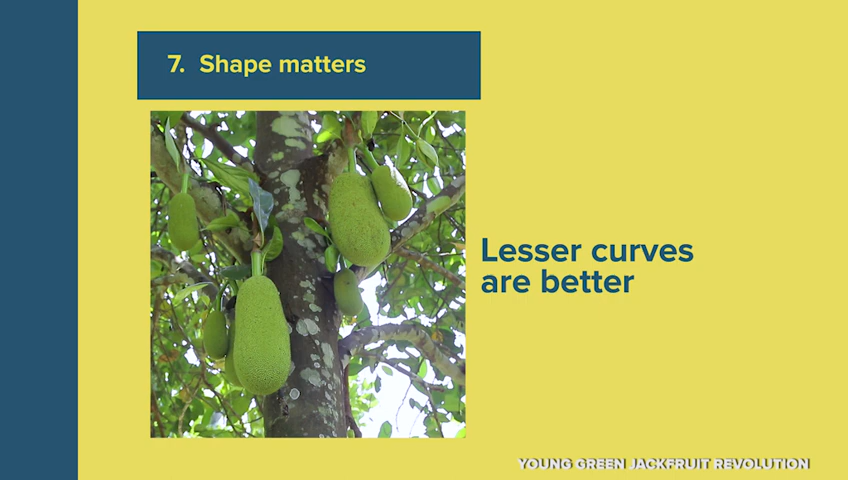 7. Shape matters
Lesser curves
are better
YOUNG GREEN JACKFRUIT REVOLUTION